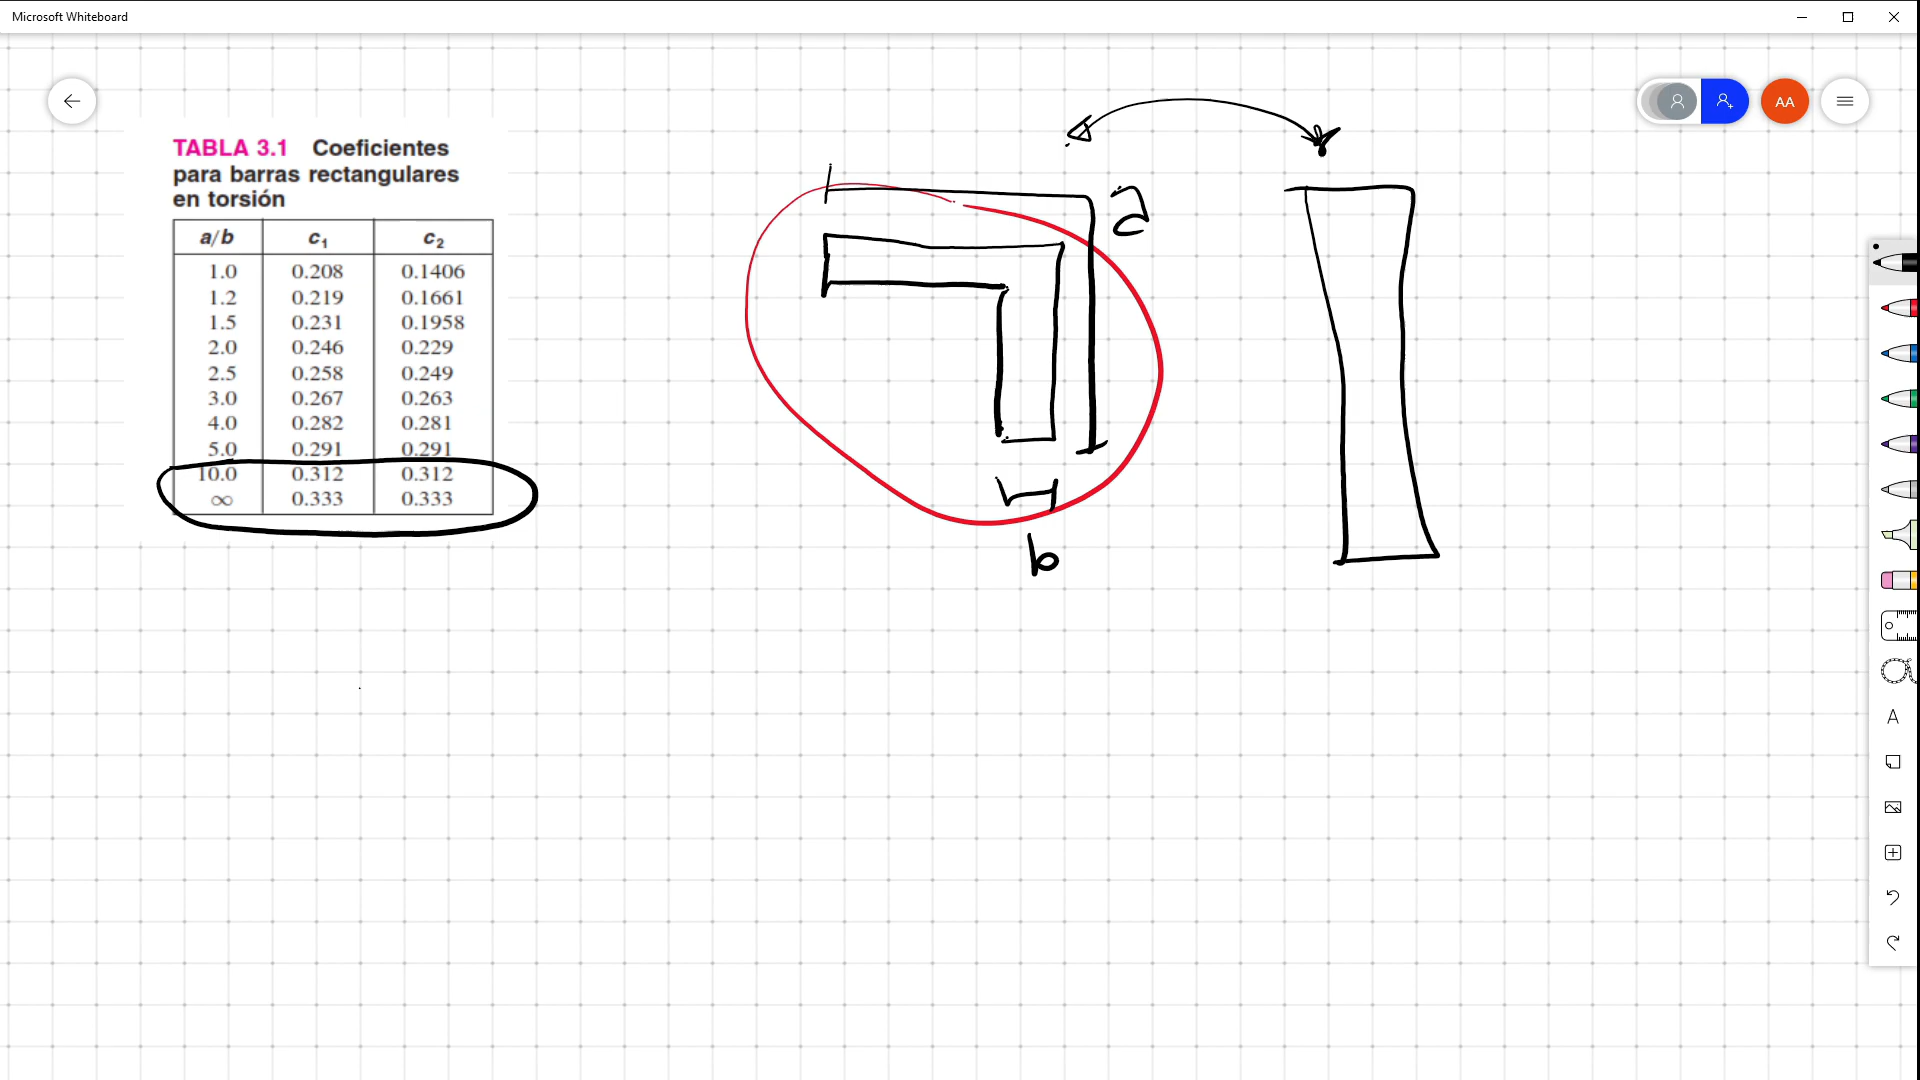 Microsoft Whiteboard
AA
TABLA 3.1 Coeficientes
para barras rectangulares
en torsión
a/b c₁ c₂
1.0 0.208 0.1406
1.2 0.219 0.1661
1.5 0.231 0.1958
2.0 0.246 0.229
2.5 0.258 0.249
3.0 0.267 0.263
4.0 0.282 0.281
5.0 0.291 0.291
10.0 0.312 0.312
∞ 0.333 0.333
a
b
A